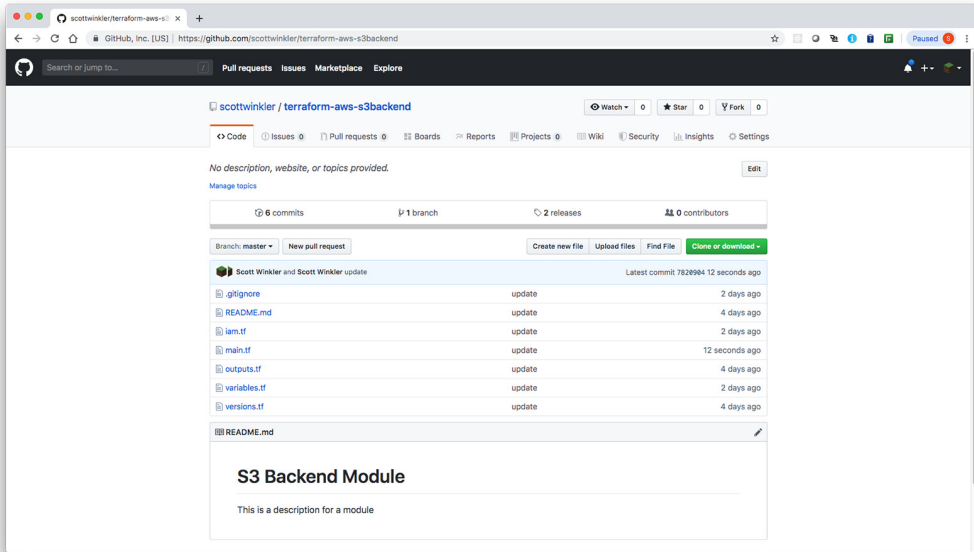 scottwinkler/terraform-aws-s3
GitHub, Inc. [US] | https://github.com/scottwinkler/terraform-aws-s3backend
Paused S
Search or jump to... /
Pull requests Issues Marketplace Explore
scottwinkler / terraform-aws-s3backend
Watch 0 Star 0 Fork 0
Code Issues 0 Pull requests 0 Boards Reports Projects 0 Wiki Security Insights Settings
No description, website, or topics provided.
Edit
Manage topics
6 commits 1 branch 2 releases 0 contributors
Branch: master New pull request Create new file Upload files Find File Clone or download
Scott Winkler and Scott Winkler update Latest commit 7820904 12 seconds ago
.gitignore update 2 days ago
README.md update 4 days ago
iam.tf update 2 days ago
main.tf update 12 seconds ago
outputs.tf update 4 days ago
variables.tf update 2 days ago
versions.tf update 4 days ago
README.md
S3 Backend Module
This is a description for a module